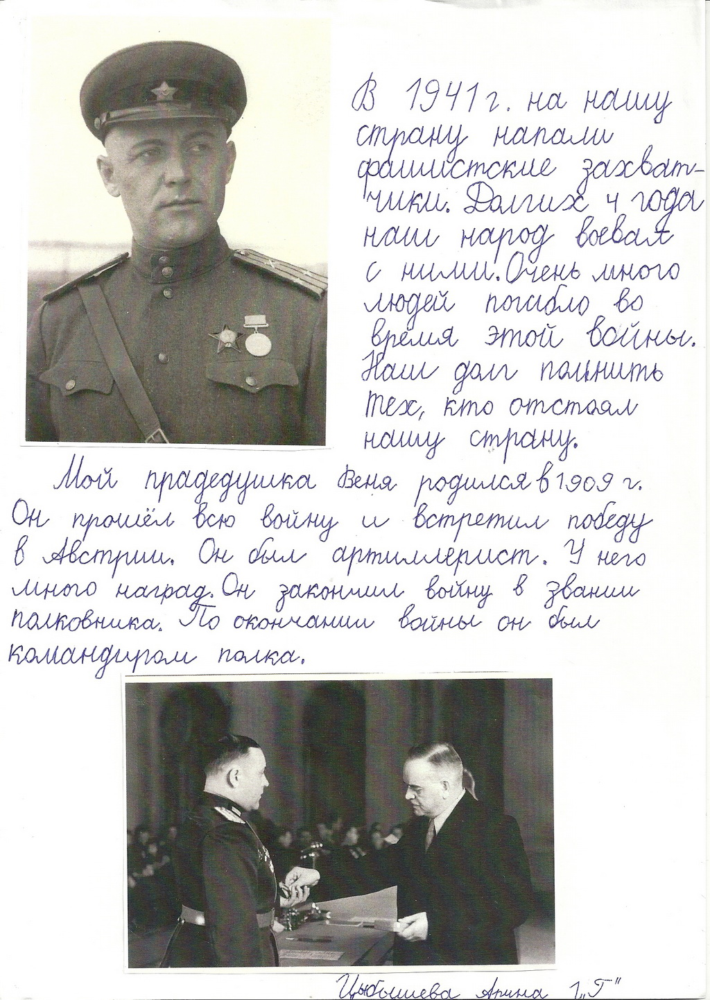 В 1941 г. на нашу
страну напали
фашистские захват-
чики. Долгих 4 года
наш народ воевал
с ними. Очень много
людей погибло во
время этой войны.
Наш долг помнить
тех, кто отстоял
нашу страну.
Мой прадедушка Веня родился в 1909 г.
Он прошёл всю войну и встретил победу
в Австрии. Он был артиллерист. У него
много наград. Он закончил войну в звании
полковника. По окончании войны он был
командиром полка.
Цыбышева Арина 1 „Г"